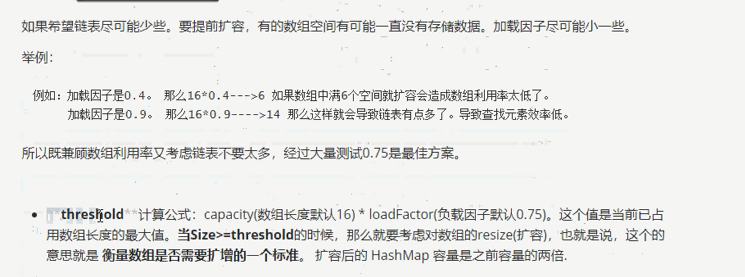 如果希望链表尽可能少些。要提前扩容，有的数组空间有可能一直没有存储数据。加载因子尽可能小一些。
举例：
例如：加载因子是0.4。 那么16*0.4--->6 如果数组中满6个空间就扩容会造成数组利用率太低了。
加载因子是0.9。 那么16*0.9---->14 那么这样就会导致链表有点多了。导致查找元素效率低。
所以既兼顾数组利用率又考虑链表不要太多，经过大量测试0.75是最佳方案。
• **threshold**计算公式：capacity(数组长度默认16) * loadFactor(负载因子默认0.75)。这个值是当前已占
用数组长度的最大值。当Size>=threshold的时候，那么就要考虑对数组的resize(扩容)，也就是说，这个的
意思就是 衡量数组是否需要扩增的一个标准。 扩容后的 HashMap 容量是之前容量的两倍.